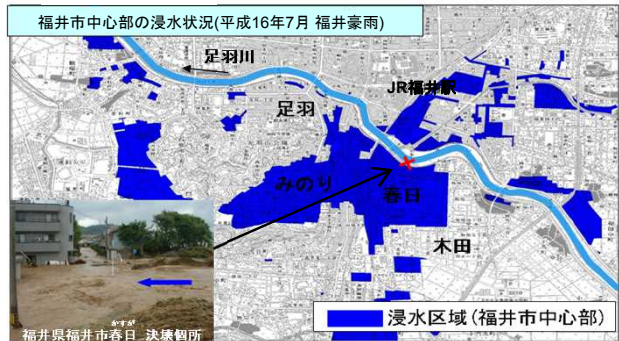 福井市中心部の浸水状況(平成16年7月 福井豪雨)
足羽川
JR福井駅
足羽
みのり
春日
木田
浸水区域(福井市中心部)
かすが
福井県福井市春日 決壊個所